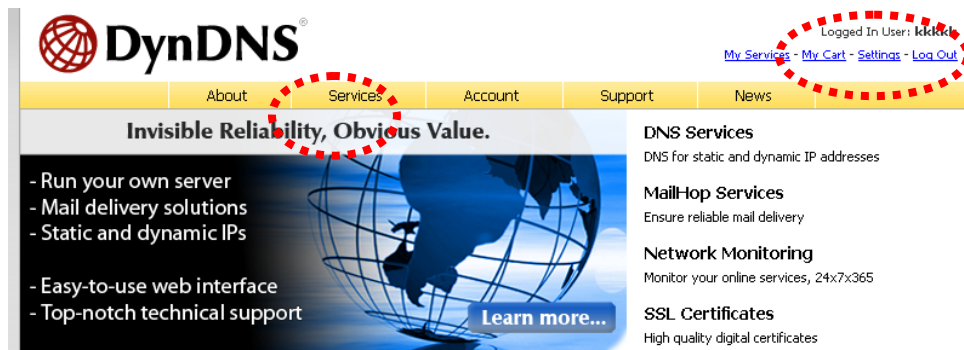 DynDNS®
Logged In User: kkkkk
My Services - My Cart - Settings - Log Out
About Services Account Support News
Invisible Reliability, Obvious Value.
- Run your own server
- Mail delivery solutions
- Static and dynamic IPs
- Easy-to-use web interface
- Top-notch technical support
Learn more...
DNS Services
DNS for static and dynamic IP addresses
MailHop Services
Ensure reliable mail delivery
Network Monitoring
Monitor your online services, 24x7x365
SSL Certificates
High quality digital certificates